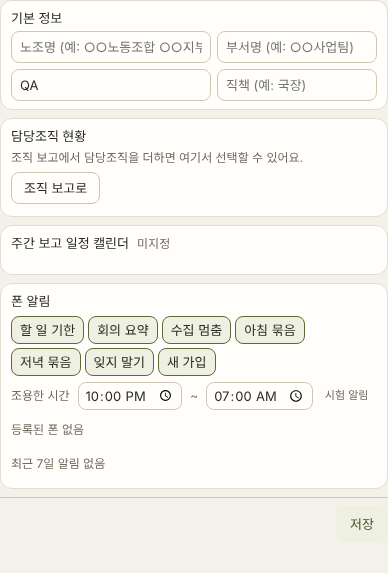 기본 정보
노조명 (예: ○○노동조합 ○○지부
부서명 (예: ○○사업팀)
QA
직책 (예: 국장)
담당조직 현황
조직 보고에서 담당조직을 더하면 여기서 선택할 수 있어요.
조직 보고로
주간 보고 일정 캘린더 미지정
폰 알림
할 일 기한 회의 요약 수집 멈춤 아침 묶음
저녁 묶음 잊지 말기 새 가입
조용한 시간 10:00 PM ~ 07:00 AM 시험 알림
등록된 폰 없음
최근 7일 알림 없음
저장